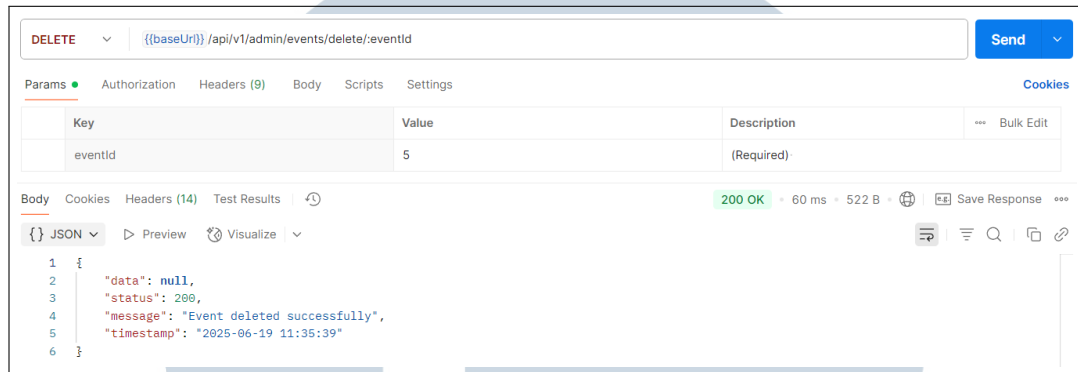 DELETE {{baseUrl}} /api/v1/admin/events/delete/:eventId Send
Params Authorization Headers (9) Body Scripts Settings Cookies
Key Value Description Bulk Edit
eventId 5 (Required)
Body Cookies Headers (14) Test Results 200 OK 60 ms 522 B e.g. Save Response
{} JSON Preview Visualize
1 {
2 "data": null,
3 "status": 200,
4 "message": "Event deleted successfully",
5 "timestamp": "2025-06-19 11:35:39"
6 }